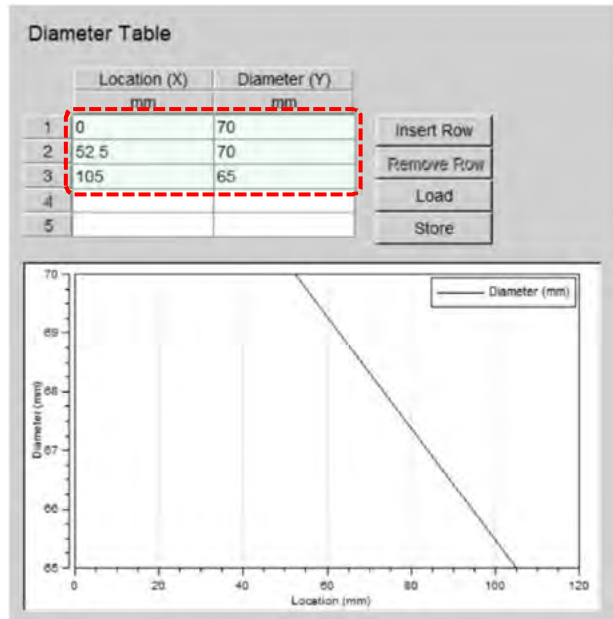 Diameter Table
Location (X) Diameter (Y)
mm mm
1 0 70
2 52.5 70
3 105 65
4
5
Insert Row
Remove Row
Load
Store
Diameter (mm)
70
69
68
67
66
65
Diameter (mm)
0 20 40 60 80 100 120
Location (mm)